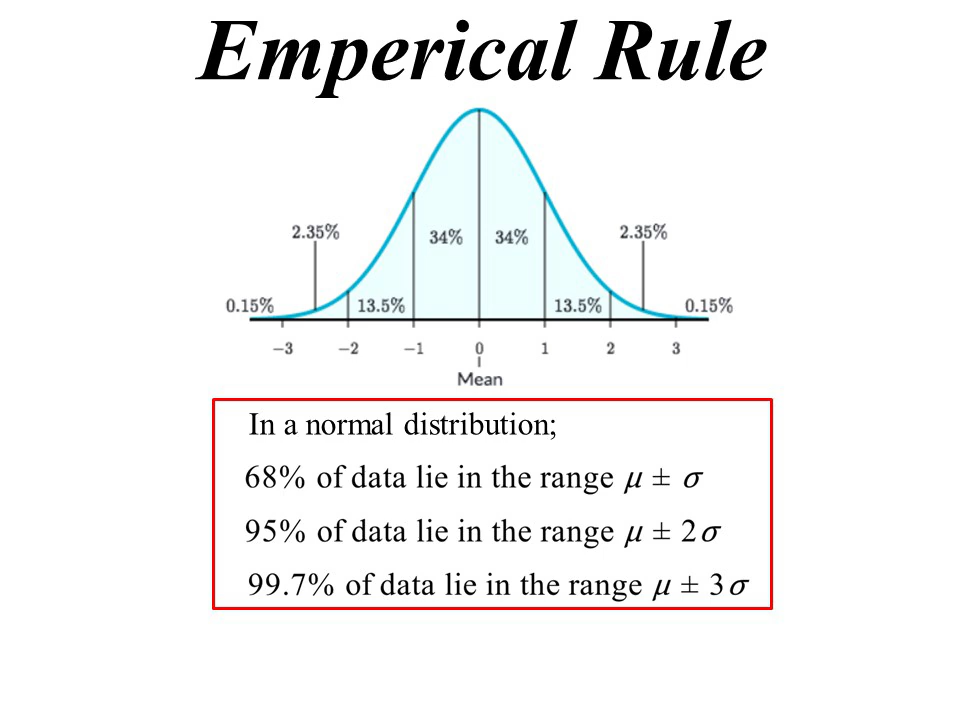 Emperical Rule
2.35% 2.35%
34% 34%
0.15% 13.5% 13.5% 0.15%
−3 −2 −1 0 1 2 3
Mean
In a normal distribution;
68% of data lie in the range μ ± σ
95% of data lie in the range μ ± 2σ
99.7% of data lie in the range μ ± 3σ